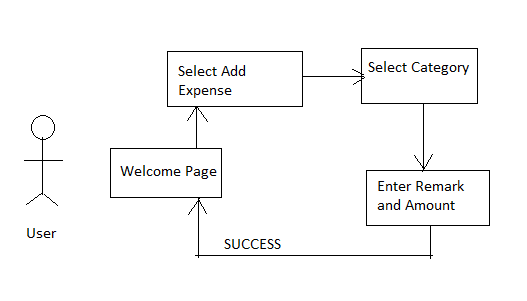 Select Add
Expense
Select Category
Welcome Page
Enter Remark
and Amount
User
SUCCESS